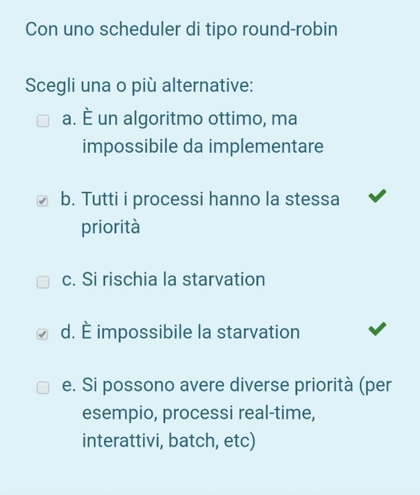 Con uno scheduler di tipo round-robin
Scegli una o più alternative:
a. È un algoritmo ottimo, ma
impossibile da implementare
b. Tutti i processi hanno la stessa
priorità
c. Si rischia la starvation
d. È impossibile la starvation
e. Si possono avere diverse priorità (per
esempio, processi real-time,
interattivi, batch, etc)